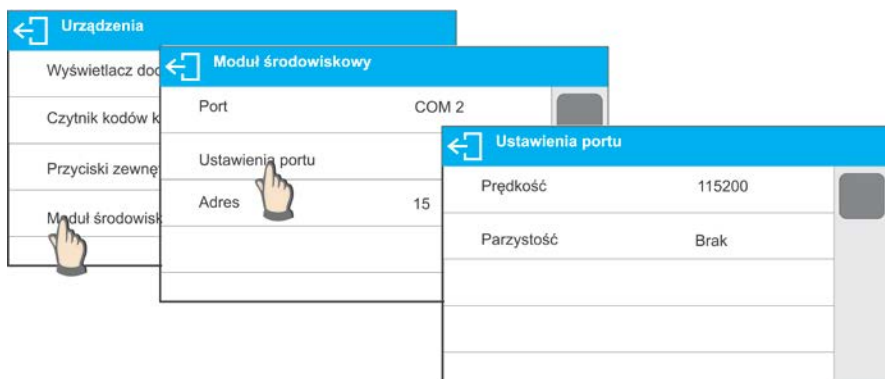 Urządzenia
Wyświetlacz doc
Czytnik kodów k
Przyciski zewnę
Moduł środowisk
Moduł środowiskowy
Port COM 2
Ustawienia portu
Adres 15
Ustawienia portu
Prędkość 115200
Parzystość Brak